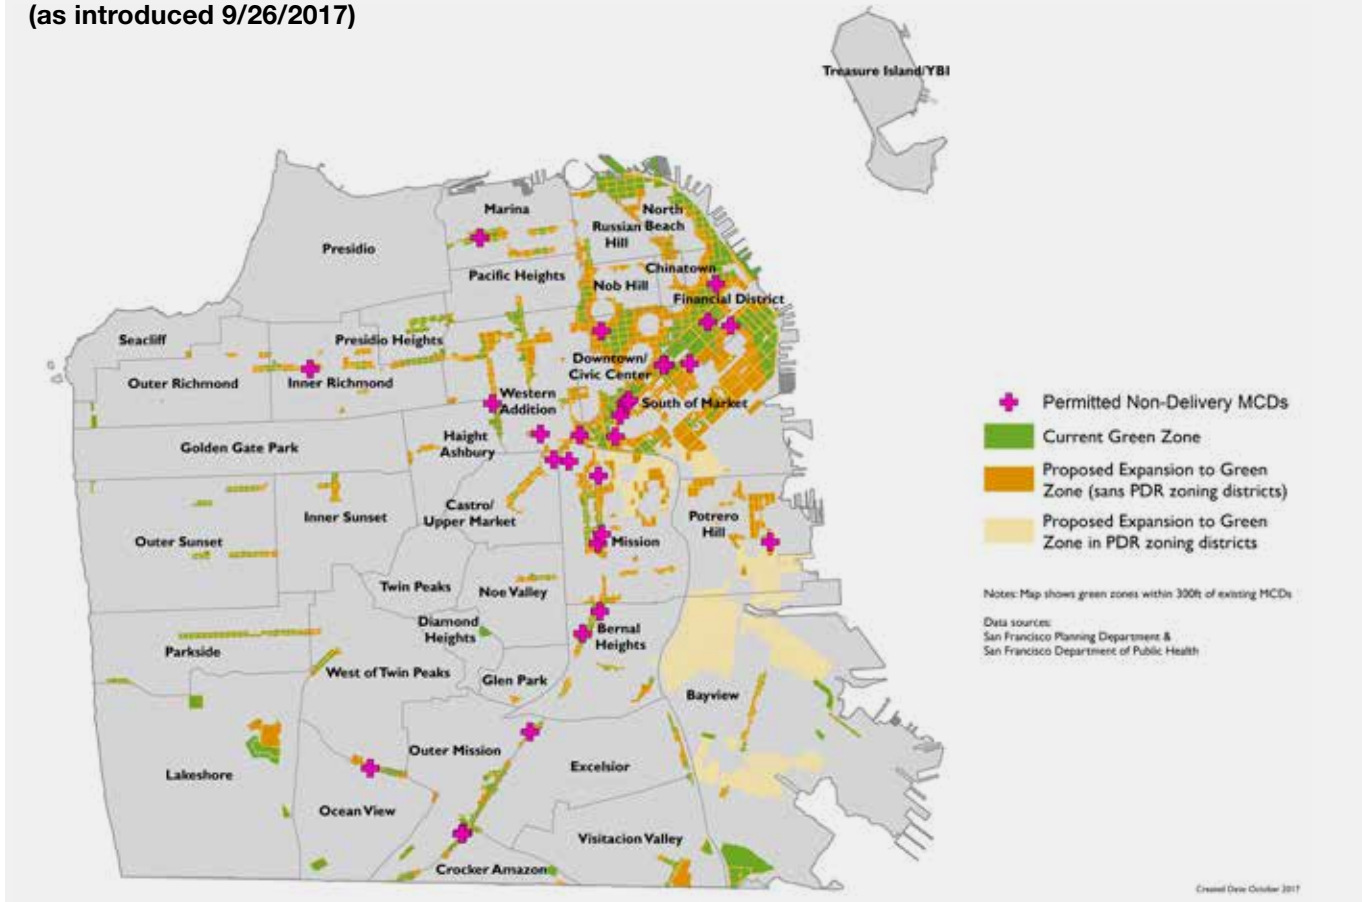 (as introduced 9/26/2017)
Treasure Island/YBI
Marina
North
Beach
Russian
Hill
Presidio
Chinatown
Pacific Heights
Nob Hill
Financial District
Seacliff
Presidio Heights
Downtown/
Civic Center
Outer Richmond
Inner Richmond
Western
Addition
South of Market
Haight
Ashbury
Golden Gate Park
Castro/
Upper Market
Inner Sunset
Potrero
Hill
Outer Sunset
Mission
Twin Peaks
Noe Valley
Diamond
Heights
Bernal
Heights
Parkside
West of Twin Peaks
Glen Park
Bayview
Outer Mission
Excelsior
Lakeshore
Ocean View
Visitacion Valley
Crocker Amazon
Permitted Non-Delivery MCDs
Current Green Zone
Proposed Expansion to Green
Zone (sans PDR zoning districts)
Proposed Expansion to Green
Zone in PDR zoning districts
Notes: Map shows green zones within 300ft of existing MCDs
Data sources:
San Francisco Planning Department &
San Francisco Department of Public Health
Created Date: October 2017